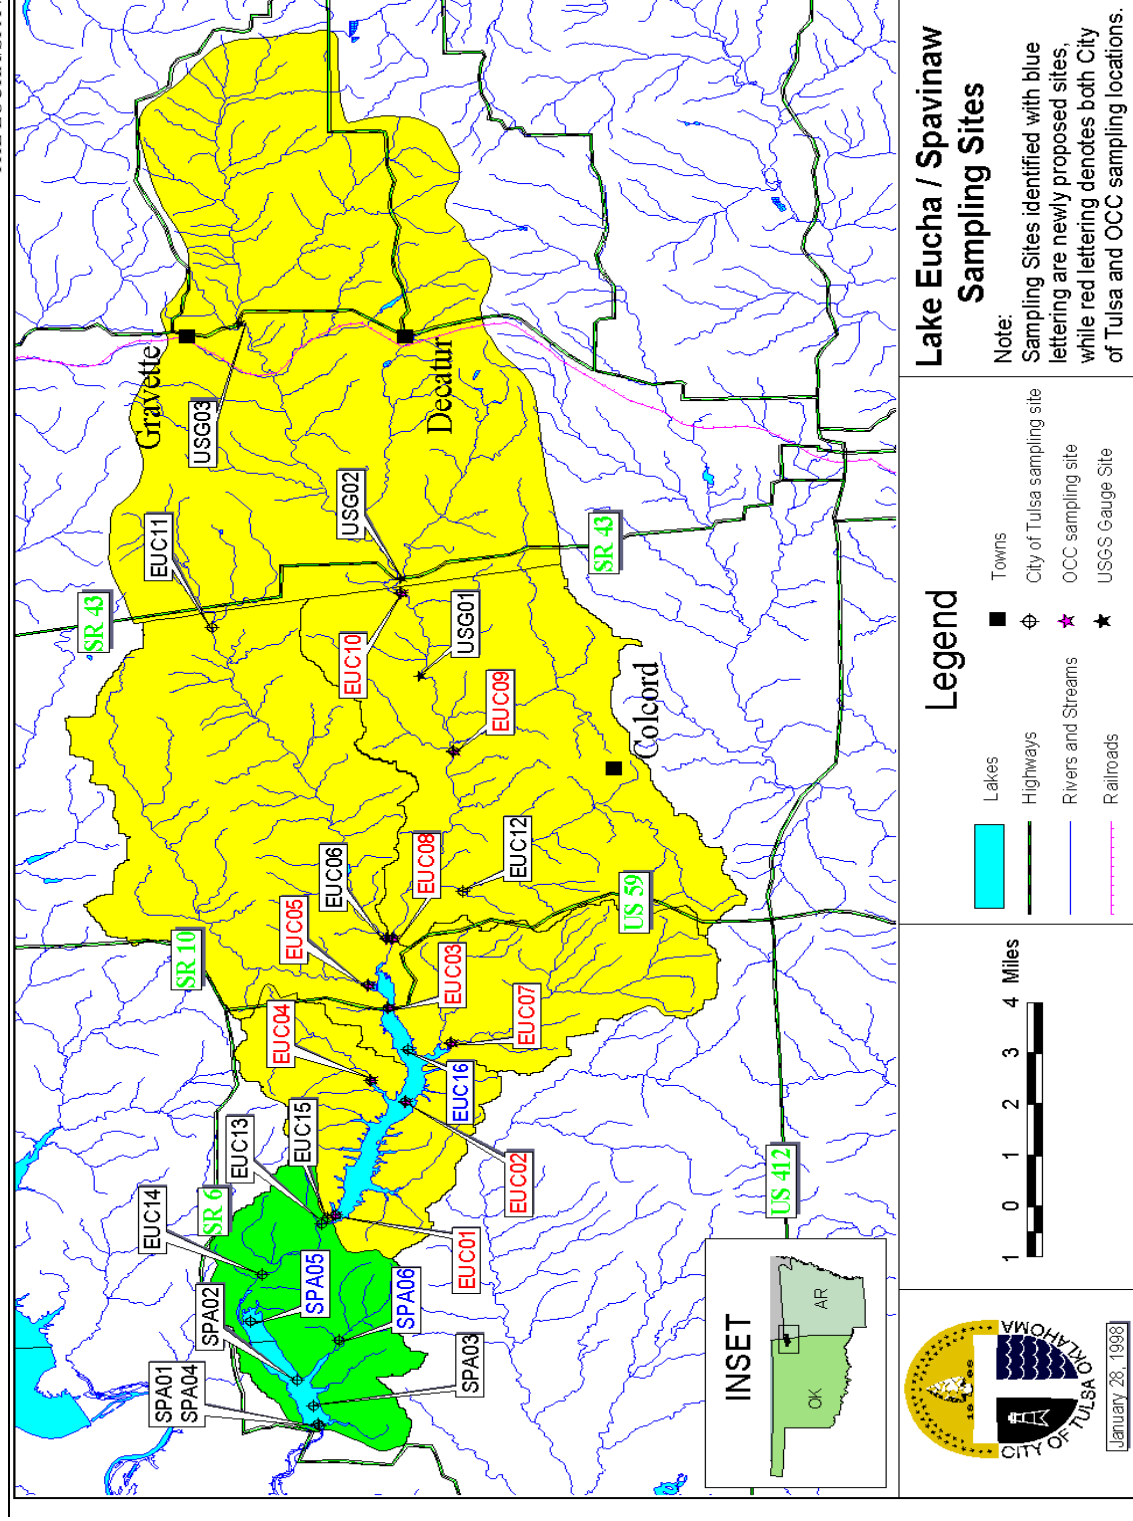 SR 6
SR 10
SR 43
SR 43
US 59
US 412
Gravette
Decatur
Colcord
SPA01
SPA04
SPA02
EUC14
EUC13
EUC15
SPA05
SPA06
SPA03
EUC01
EUC02
EUC04
EUC16
EUC07
EUC05
EUC03
EUC06
EUC08
EUC12
EUC09
EUC10
USG01
EUC11
USG02
USG03
INSET
OK
AR
CITY OF TULSA OKLAHOMA
January 28, 1998
1 0 1 2 3 4 Miles
Legend
Lakes
Highways
Rivers and Streams
Railroads
Towns
City of Tulsa sampling site
OCC sampling site
USGS Gauge Site
Lake Eucha / Spavinaw
Sampling Sites
Note:
Sampling Sites identified with blue
lettering are newly proposed sites,
while red lettering denotes both City
of Tulsa and OCC sampling locations.